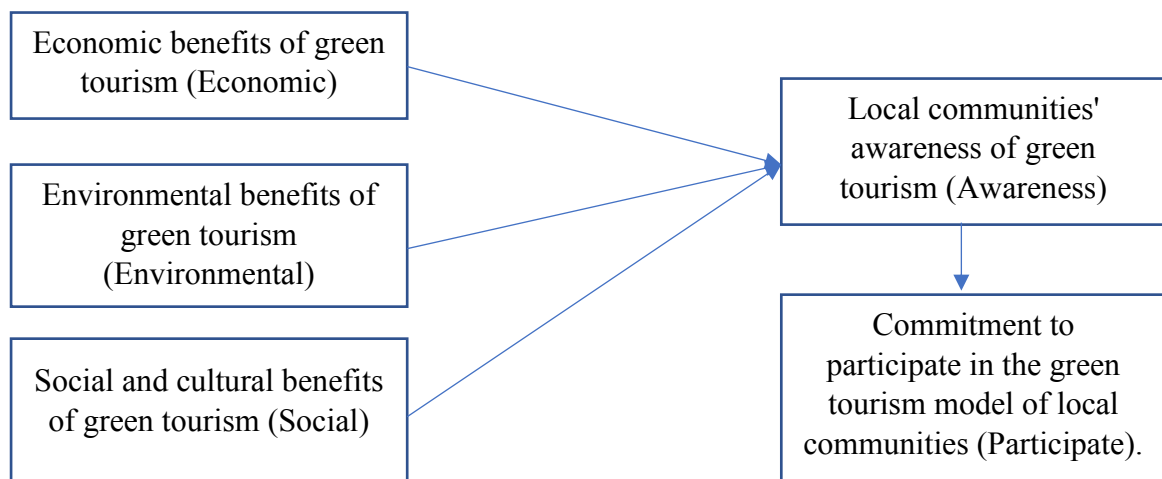 Economic benefits of green
tourism (Economic)
Environmental benefits of
green tourism
(Environmental)
Social and cultural benefits
of green tourism (Social)
Local communities'
awareness of green
tourism (Awareness)
Commitment to
participate in the green
tourism model of local
communities (Participate).